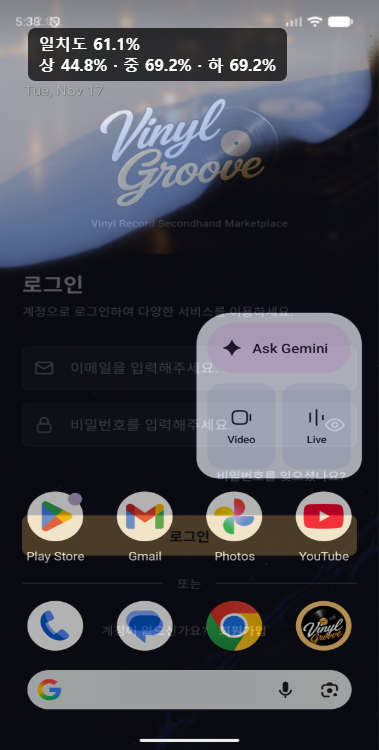 5:38
일치도 61.1%
상 44.8% · 중 69.2% · 하 69.2%
Tue, Nov 17
Vinyl
Groove
Vinyl Record Secondhand Marketplace
로그인
계정으로 로그인하여 다양한 서비스를 이용하세요.
Ask Gemini
이메일을 입력해주세요.
비밀번호를 입력해주세요.
Video
Live
비밀번호를 잊으셨나요?
로그인
Play Store
Gmail
Photos
YouTube
또는
계정이 없으신가요? 회원가입
Vinyl
Groove